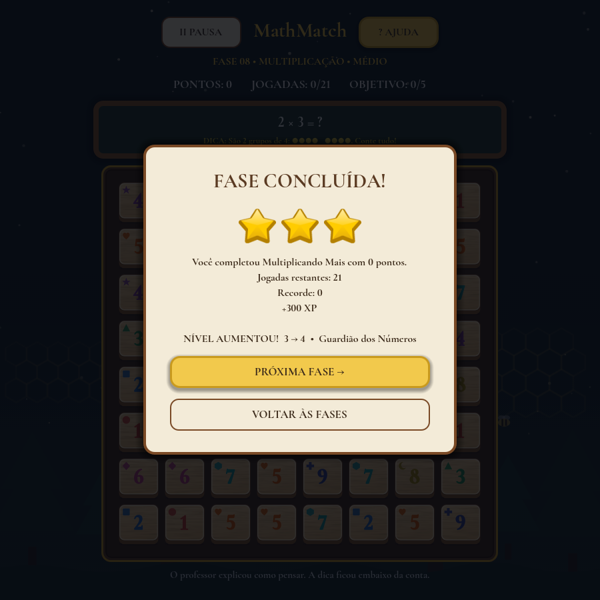 II PAUSA
MathMatch
? AJUDA
FASE 08 • MULTIPLICAÇÃO • MÉDIO
PONTOS: 0 JOGADAS: 0/21 OBJETIVO: 0/5
2 × 3 = ?
FASE CONCLUÍDA!
Você completou Multiplicando Mais com 0 pontos.
Jogadas restantes: 21
Recorde: 0
+300 XP
NÍVEL AUMENTOU! 3 → 4 • Guardião dos Números
PRÓXIMA FASE →
VOLTAR ÀS FASES
6 6 7 5 9 7 8 3
2 1 5 5 7 2 5 9
O professor explicou como pensar. A dica ficou embaixo da conta.